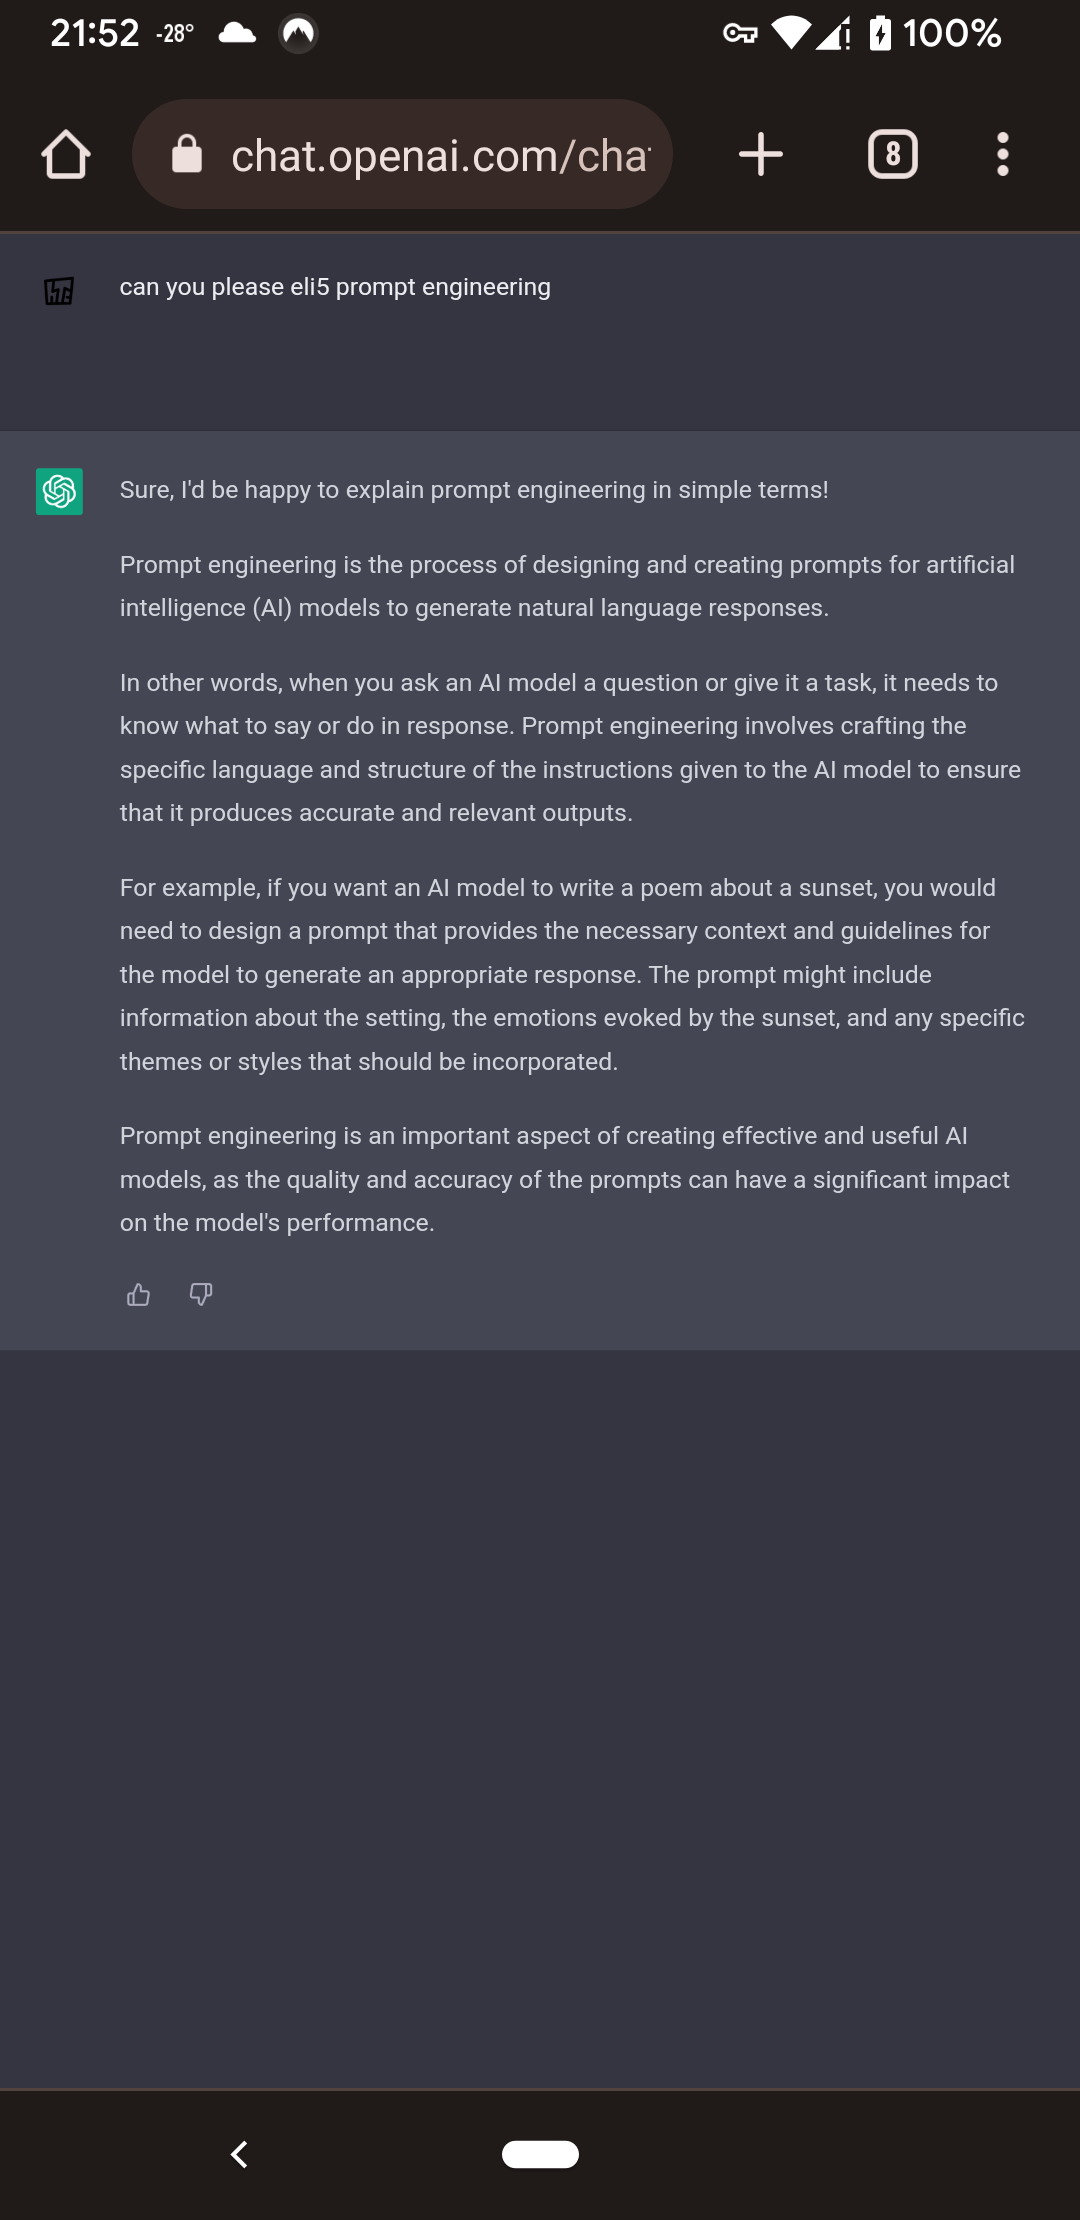 21:52 -28° 100%
chat.openai.com/cha
8
can you please eli5 prompt engineering
Sure, I'd be happy to explain prompt engineering in simple terms!
Prompt engineering is the process of designing and creating prompts for artificial
intelligence (AI) models to generate natural language responses.
In other words, when you ask an AI model a question or give it a task, it needs to
know what to say or do in response. Prompt engineering involves crafting the
specific language and structure of the instructions given to the AI model to ensure
that it produces accurate and relevant outputs.
For example, if you want an AI model to write a poem about a sunset, you would
need to design a prompt that provides the necessary context and guidelines for
the model to generate an appropriate response. The prompt might include
information about the setting, the emotions evoked by the sunset, and any specific
themes or styles that should be incorporated.
Prompt engineering is an important aspect of creating effective and useful AI
models, as the quality and accuracy of the prompts can have a significant impact
on the model's performance.